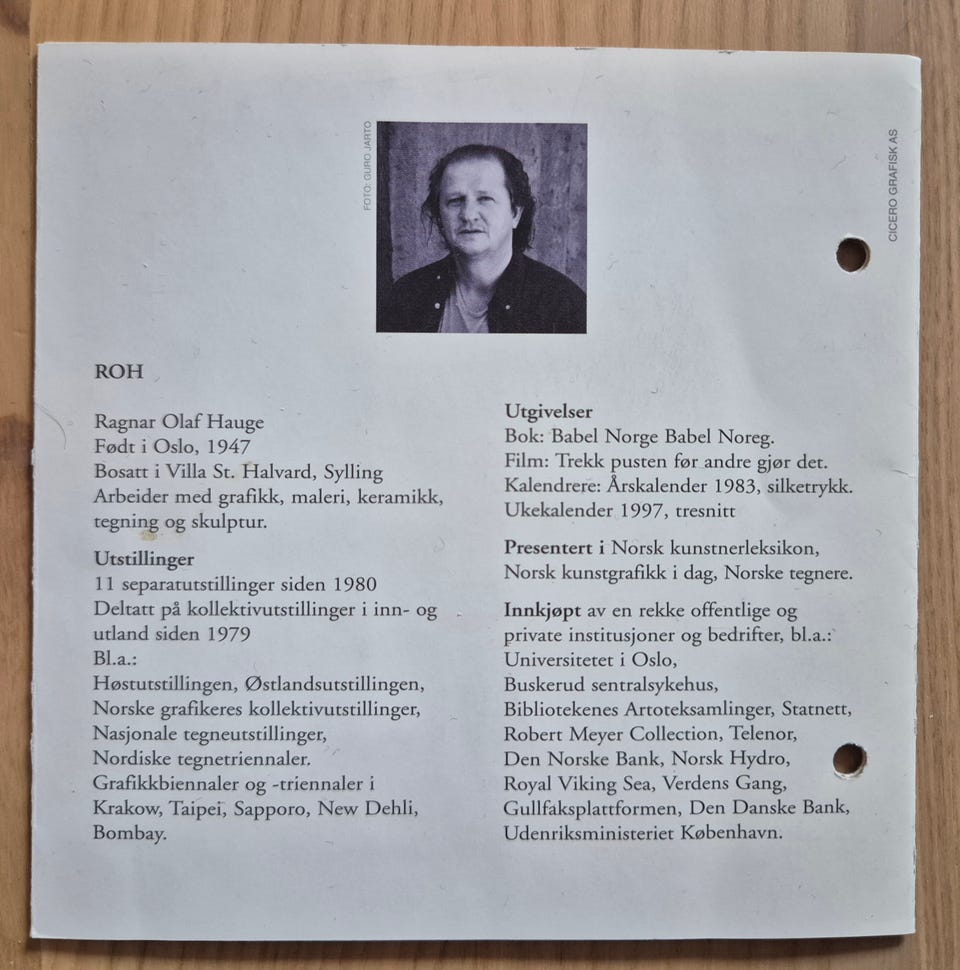 FOTO: GURO JARTO
CICERO GRAFISK AS
ROH
Ragnar Olaf Hauge
Født i Oslo, 1947
Bosatt i Villa St. Halvard, Sylling
Arbeider med grafikk, maleri, keramikk,
tegning og skulptur.
Utstillinger
11 separatutstillinger siden 1980
Deltatt på kollektivutstillinger i inn- og
utland siden 1979
Bl.a.:
Høstutstillingen, Østlandsutstillingen,
Norske grafikeres kollektivutstillinger,
Nasjonale tegneutstillinger,
Nordiske tegnetriennaler.
Grafikkbiennaler og -triennaler i
Krakow, Taipei, Sapporo, New Dehli,
Bombay.
Utgivelser
Bok: Babel Norge Babel Noreg.
Film: Trekk pusten før andre gjør det.
Kalendrere: Årskalender 1983, silketrykk.
Ukekalender 1997, tresnitt
Presentert i Norsk kunstnerleksikon,
Norsk kunstgrafikk i dag, Norske tegnere.
Innkjøpt av en rekke offentlige og
private institusjoner og bedrifter, bl.a.:
Universitetet i Oslo,
Buskerud sentralsykehus,
Bibliotekenes Artoteksamlinger, Statnett,
Robert Meyer Collection, Telenor,
Den Norske Bank, Norsk Hydro,
Royal Viking Sea, Verdens Gang,
Gullfaksplattformen, Den Danske Bank,
Udenriksministeriet København.